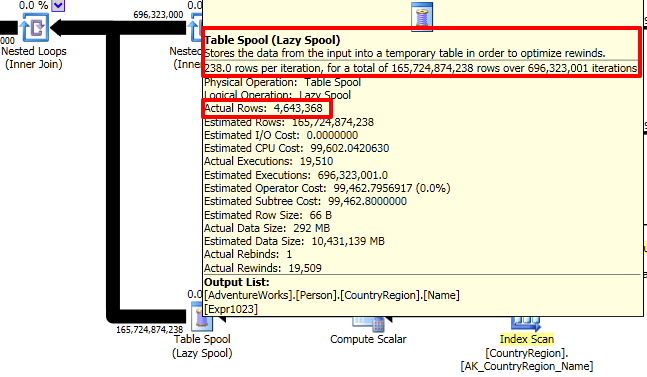 0.0 %
0.
696,323,000
000
Nested Loops
(Inner Join)
Neste
(In
Table Spool (Lazy Spool)
Stores the data from the input into a temporary table in order to optimize rewinds.
238.0 rows per iteration, for a total of 165,724,874,238 rows over 696,323,001 iterations
Physical Operation: Table Spool
Logical Operation: Lazy Spool
Actual Rows: 4,643,368
Estimated Rows: 165,724,874,238
Estimated I/O Cost: 0.0000000
Estimated CPU Cost: 99,602.0420630
Actual Executions: 19,510
Estimated Executions: 696,323,001.0
Estimated Operator Cost: 99,462.7956917 (0.0%)
Estimated Subtree Cost: 99,462.8000000
Estimated Row Size: 66 B
Actual Data Size: 292 MB
Estimated Data Size: 10,431,139 MB
Actual Rebinds: 1
Actual Rewinds: 19,509
Output List:
[AdventureWorks].[Person].[CountryRegion].[Name]
[Expr1023]
0.0
165,724,874,238
Table Spool
(Lazy Spool)
Compute Scalar
Index Scan
[CountryRegion].
[AK_CountryRegion_Name]